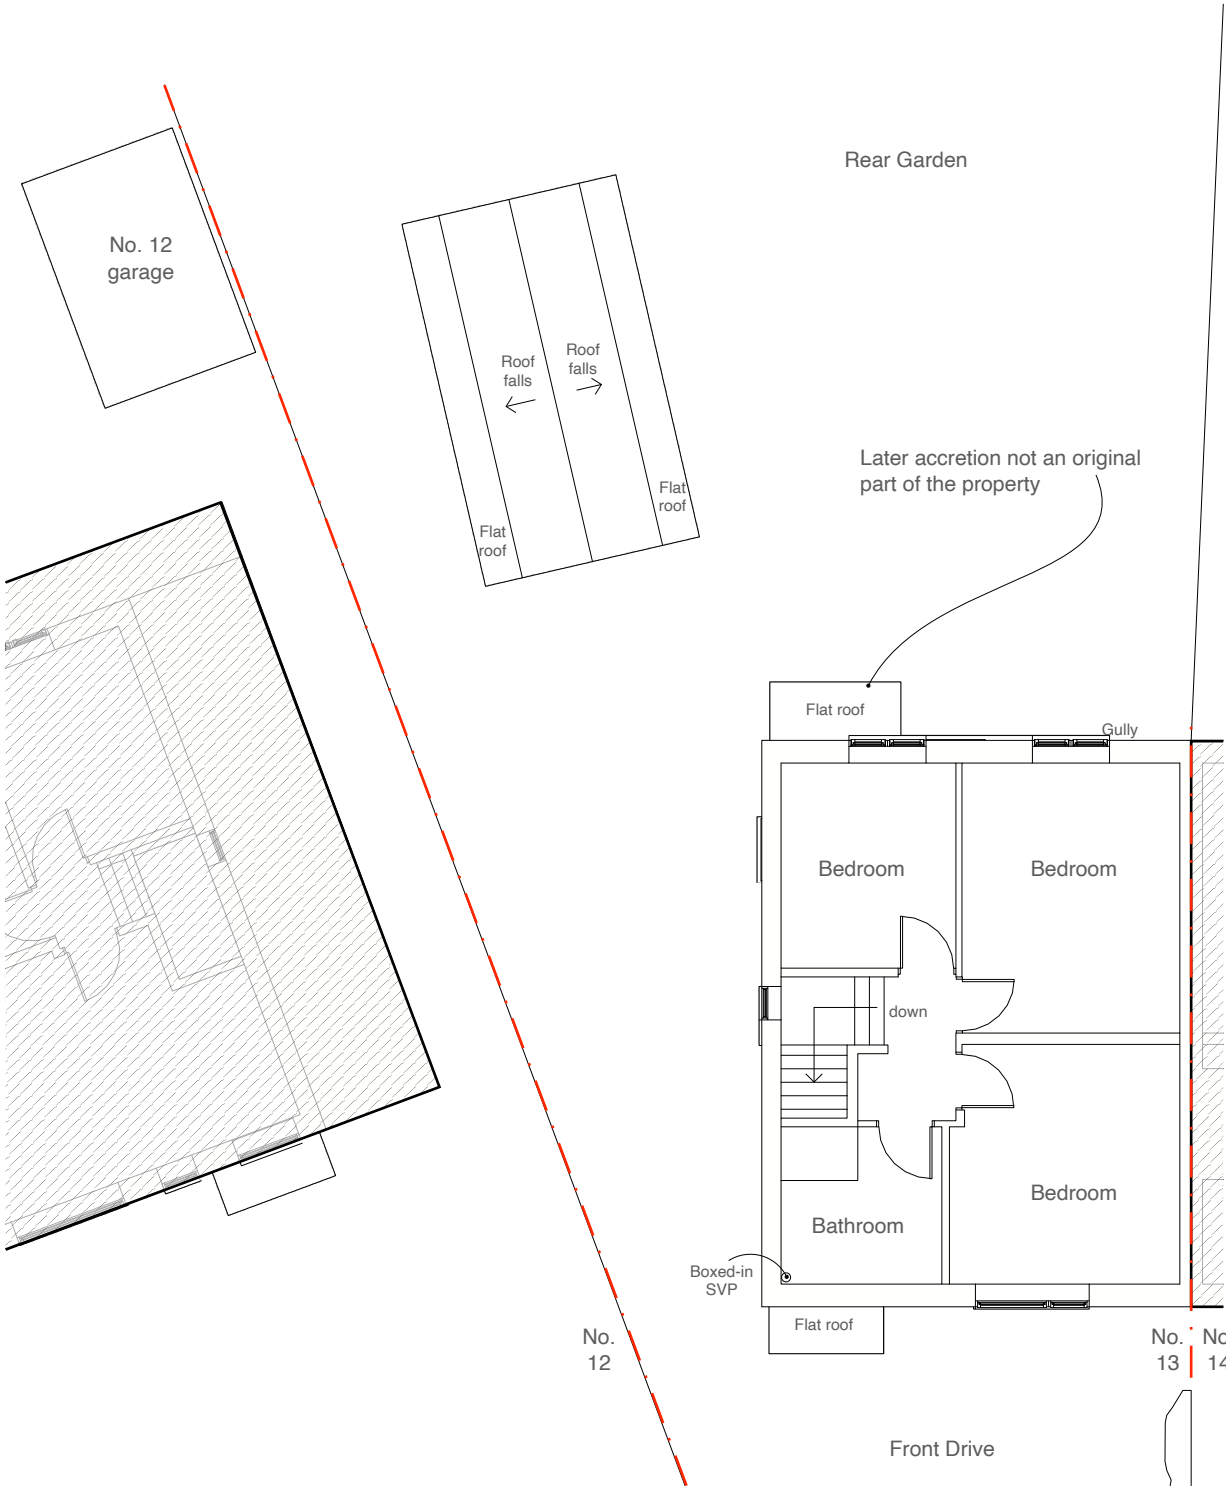 Rear Garden
No. 12
garage
Roof
falls
Roof
falls
Later accretion not an original
part of the property
Flat
roof
Flat
roof
Flat roof
Gully
Bedroom
Bedroom
down
Bedroom
Bathroom
Boxed-in
SVP
Flat roof
No.
12
No.
13
No
14
Front Drive